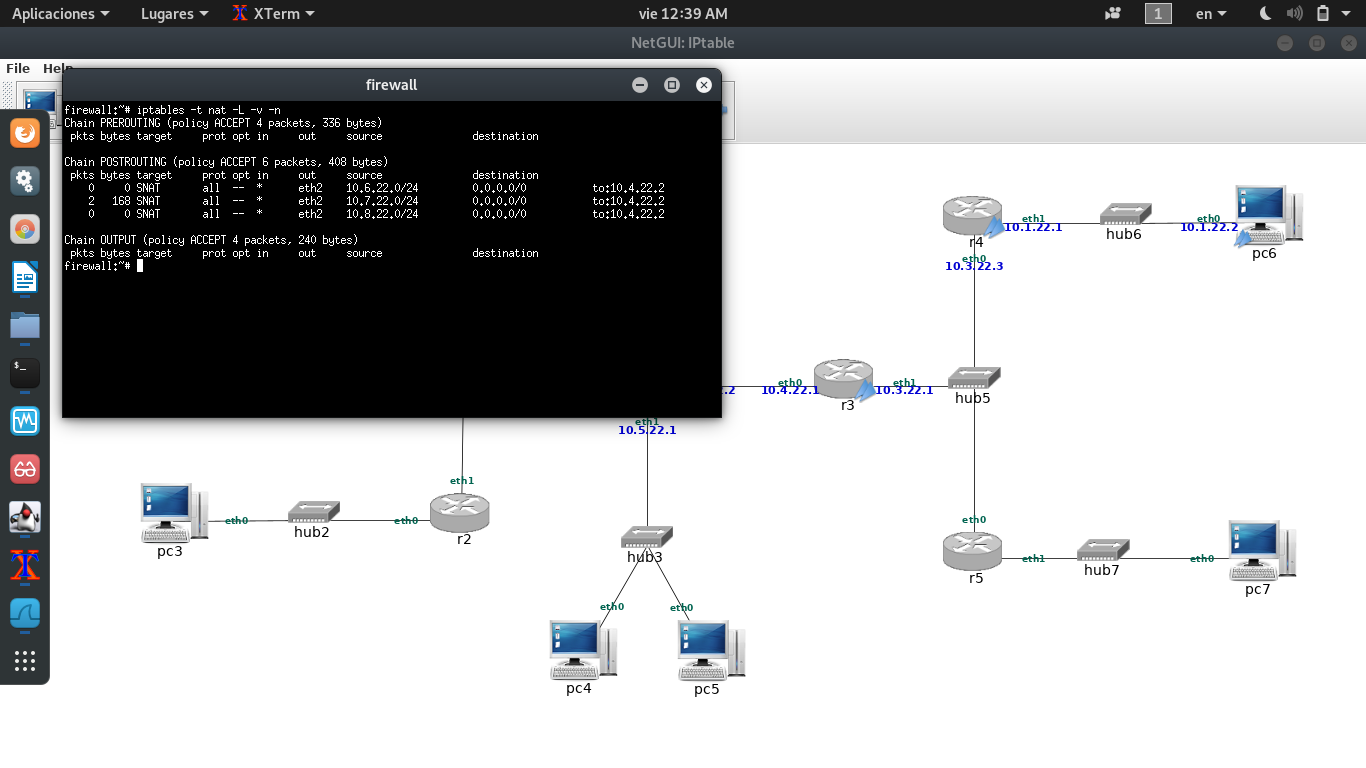 Aplicaciones Lugares XTerm vie 12:39 AM 1 en
NetGUI: IPtable
File Help
firewall
firewall:~# iptables -t nat -L -v -n
Chain PREROUTING (policy ACCEPT 4 packets, 336 bytes)
pkts bytes target prot opt in out source destination
Chain POSTROUTING (policy ACCEPT 6 packets, 408 bytes)
pkts bytes target prot opt in out source destination
0 0 SNAT all -- * eth2 10.6.22.0/24 0.0.0.0/0 to:10.4.22.2
2 168 SNAT all -- * eth2 10.7.22.0/24 0.0.0.0/0 to:10.4.22.2
0 0 SNAT all -- * eth2 10.8.22.0/24 0.0.0.0/0 to:10.4.22.2
Chain OUTPUT (policy ACCEPT 4 packets, 240 bytes)
pkts bytes target prot opt in out source destination
firewall:~#
$_
eth1 eth0
10.1.22.1 hub6 10.1.22.2
r4 pc6
eth0
10.3.22.3
eth0 eth1
.2 10.4.22.1 10.3.22.1
r3 hub5
eth1
10.5.22.1
eth1
eth0 eth0
pc3 hub2 r2
eth0
hub3
eth1 eth0
r5 hub7 pc7
eth0 eth0
pc4 pc5